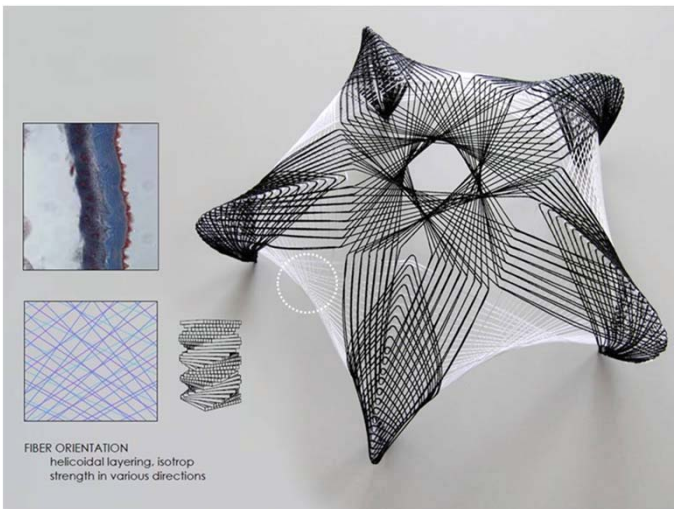 FIBER ORIENTATION
helicoidal layering, isotrop
strength in various directions